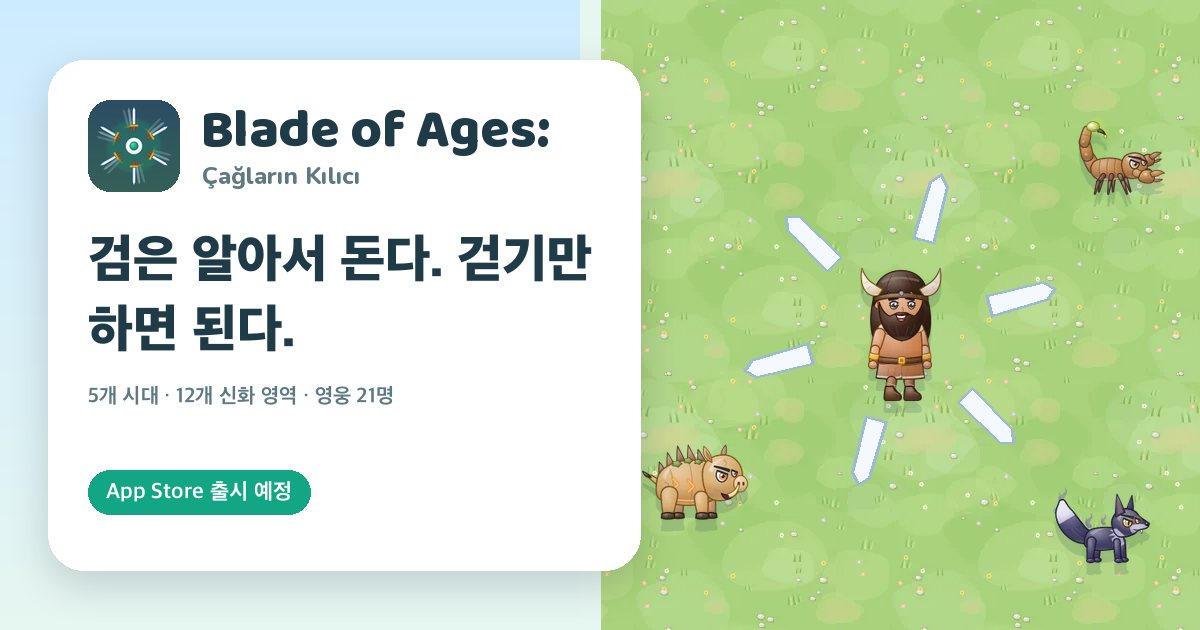 Blade of Ages:
Çağların Kılıcı
검은 알아서 돈다. 걷기만
하면 된다.
5개 시대 · 12개 신화 영역 · 영웅 21명
App Store 출시 예정